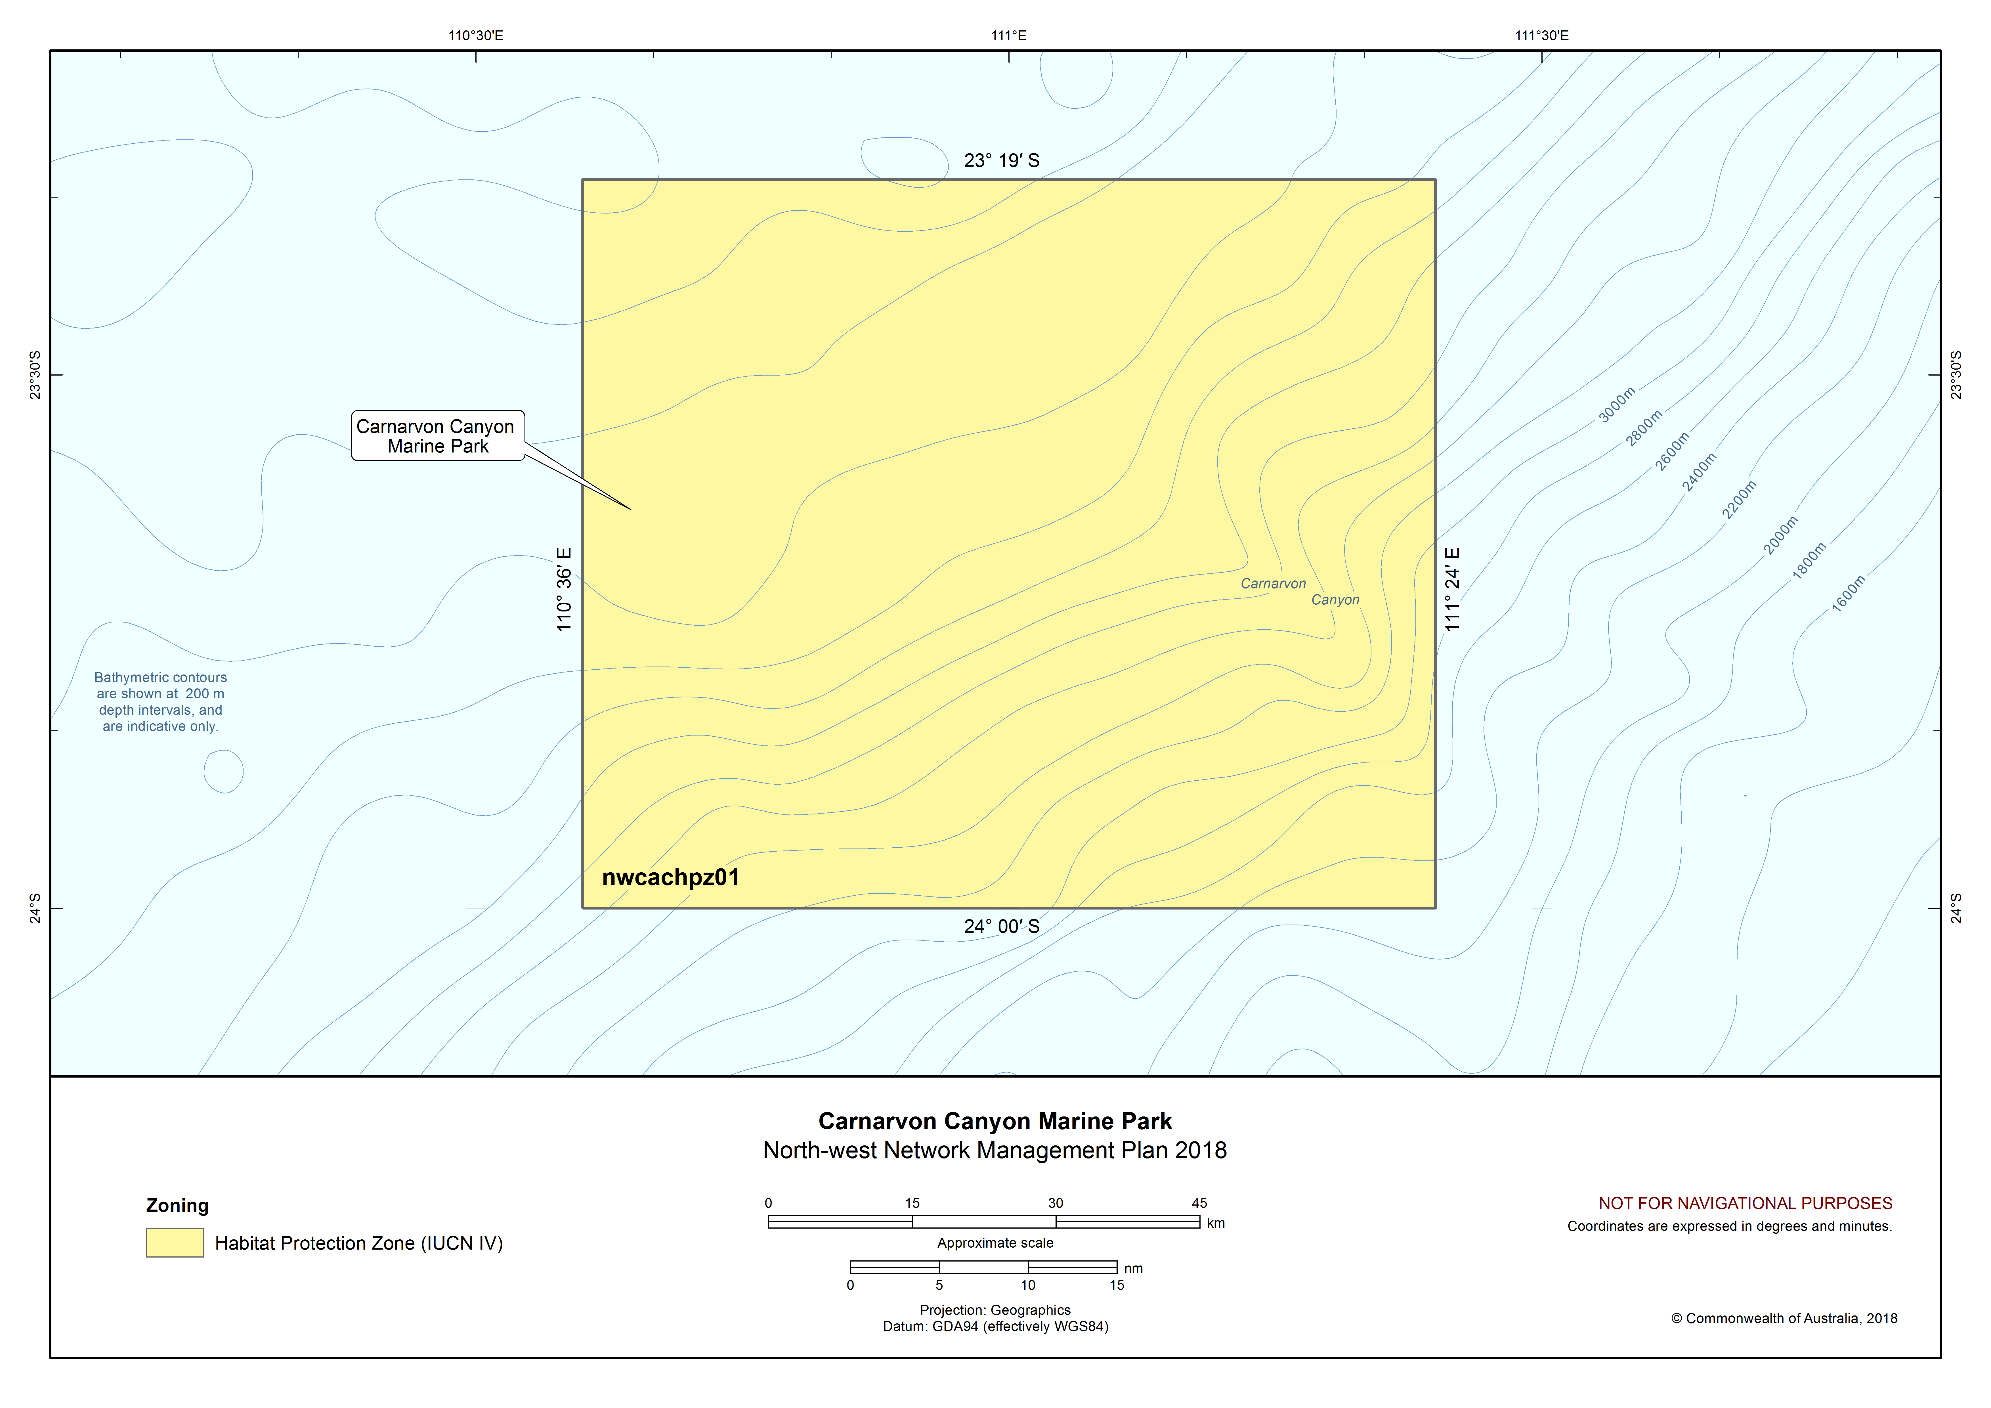 110°30'E
111°E
111°30'E
23° 19' S
23°30'S
23°30'S
Carnarvon Canyon
Marine Park
3000m
2800m
2600m
2400m
2200m
2000m
1800m
1600m
110° 36' E
111° 24' E
Carnarvon
Canyon
Bathymetric contours
are shown at 200 m
depth intervals, and
are indicative only.
nwcachpz01
24°S
24°S
24° 00' S
Carnarvon Canyon Marine Park
North-west Network Management Plan 2018
Zoning
Habitat Protection Zone (IUCN IV)
0 15 30 45
km
Approximate scale
nm
0 5 10 15
Projection: Geographics
Datum: GDA94 (effectively WGS84)
NOT FOR NAVIGATIONAL PURPOSES
Coordinates are expressed in degrees and minutes.
© Commonwealth of Australia, 2018